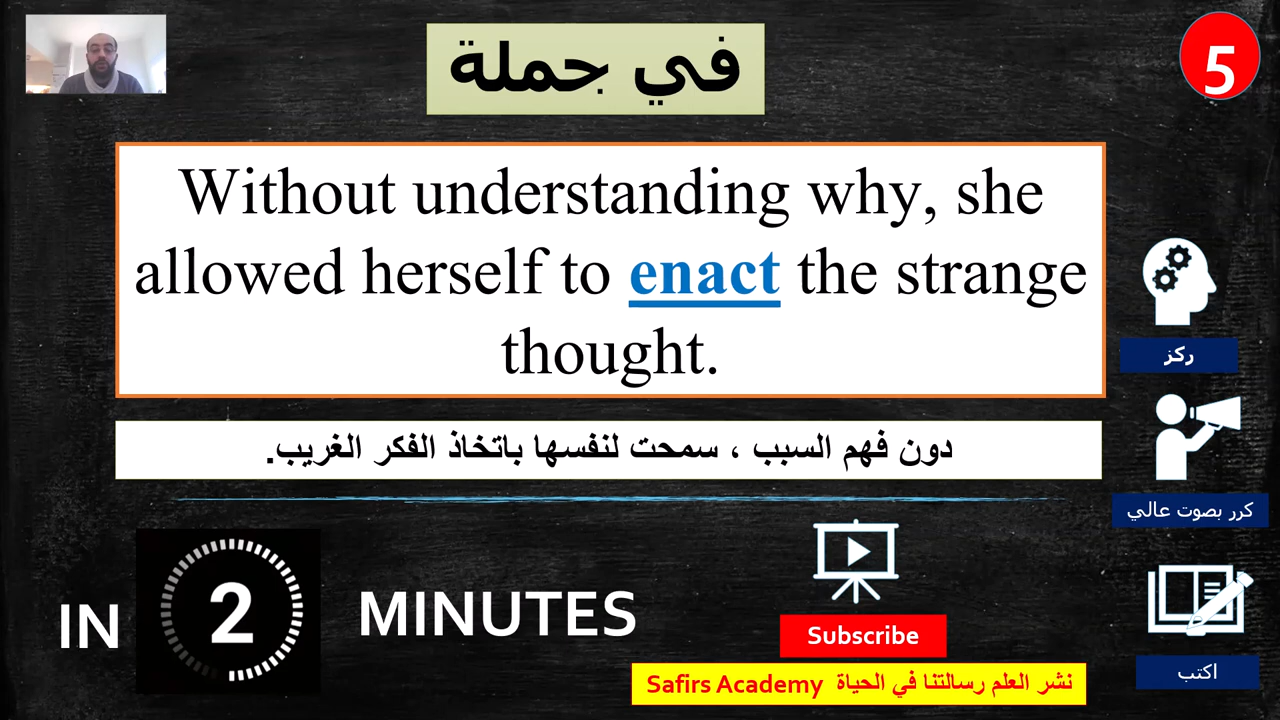 في جملة
5
Without understanding why, she
allowed herself to enact the strange
thought.
دون فهم السبب ، سمحت لنفسها باتخاذ الفكر الغريب.
ركز
كرر بصوت عالي
اكتب
IN 2 MINUTES
Subscribe
نشر العلم رسالتنا في الحياة Safirs Academy